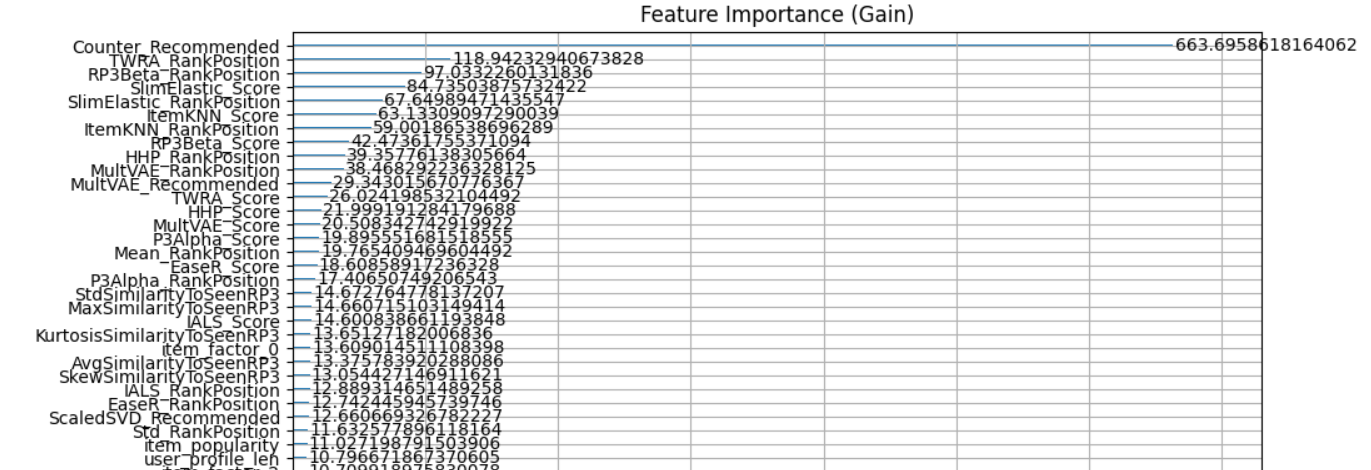 Feature Importance (Gain)
Counter_Recommended 663.6958618164062
TWRA_RankPosition 118.94232940673828
RP3Beta_RankPosition 97.0332260131836
SlimElastic_Score 84.73503875732422
SlimElastic_RankPosition 67.64989471435547
ItemKNN_Score 63.13309097290039
ItemKNN_RankPosition 59.00186538696289
RP3Beta_Score 42.47361755371094
HHP_RankPosition 39.35776138305664
MultVAE_RankPosition 38.468292236328125
MultVAE_Recommended 29.343015670776367
TWRA_Score 26.024198532104492
HHP_Score 21.999191284179688
MultVAE_Score 20.508342742919922
P3Alpha_Score 19.895551681518555
Mean_RankPosition 19.765409469604492
EaseR_Score 18.60858917236328
P3Alpha_RankPosition 17.40650749206543
StdSimilarityToSeenRP3 14.672764778137207
MaxSimilarityToSeenRP3 14.660715103149414
IALS_Score 14.600838661193848
KurtosisSimilarityToSeenRP3 13.65127182006836
item_factor_0 13.609014511108398
AvgSimilarityToSeenRP3 13.375783920288086
SkewSimilarityToSeenRP3 13.054427146911621
IALS_RankPosition 12.889314651489258
EaseR_RankPosition 12.742445945739746
ScaledSVD_Recommended 12.660669326782227
Std_RankPosition 11.632577896118164
item_popularity 11.027198791503906
user_profile_len 10.796671867370605